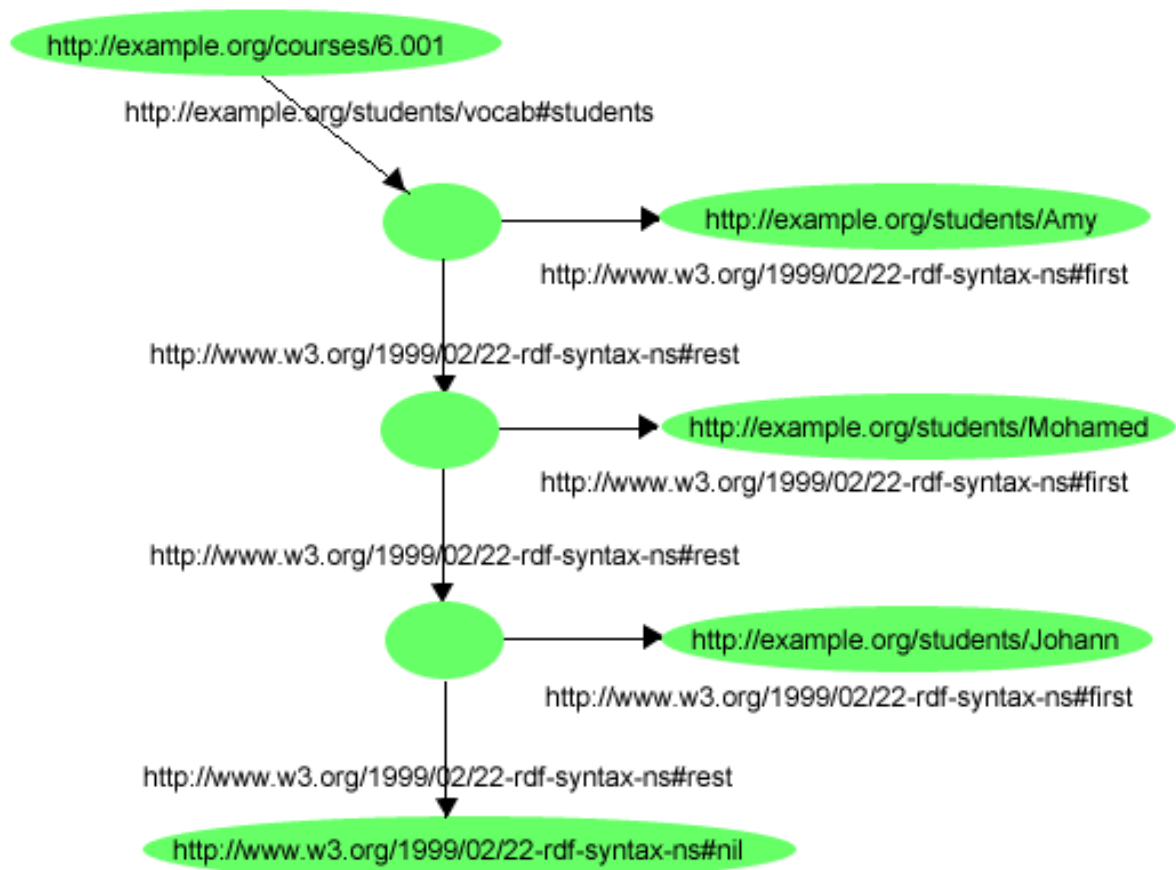 http://example.org/courses/6.001
http://example.org/students/vocab#students
http://example.org/students/Amy
http://www.w3.org/1999/02/22-rdf-syntax-ns#first
http://www.w3.org/1999/02/22-rdf-syntax-ns#rest
http://example.org/students/Mohamed
http://www.w3.org/1999/02/22-rdf-syntax-ns#first
http://www.w3.org/1999/02/22-rdf-syntax-ns#rest
http://example.org/students/Johann
http://www.w3.org/1999/02/22-rdf-syntax-ns#first
http://www.w3.org/1999/02/22-rdf-syntax-ns#rest
http://www.w3.org/1999/02/22-rdf-syntax-ns#nil